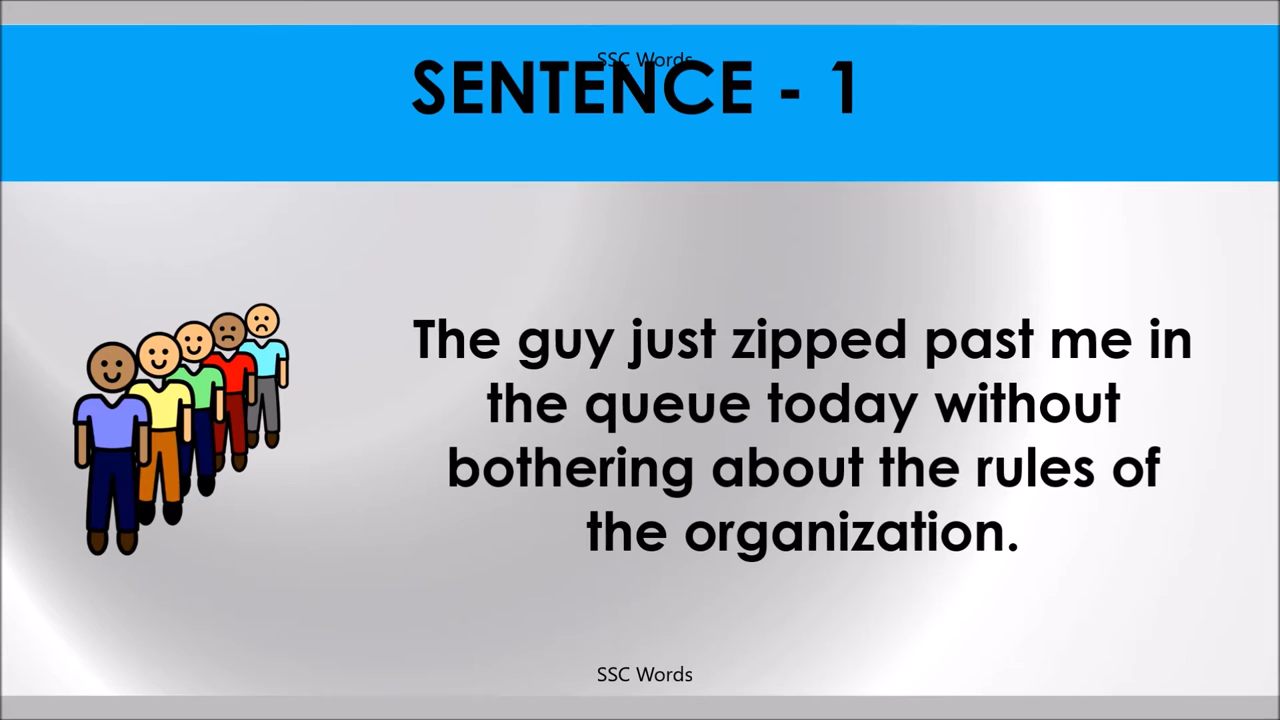 SSC Words
SENTENCE - 1
The guy just zipped past me in
the queue today without
bothering about the rules of
the organization.
SSC Words